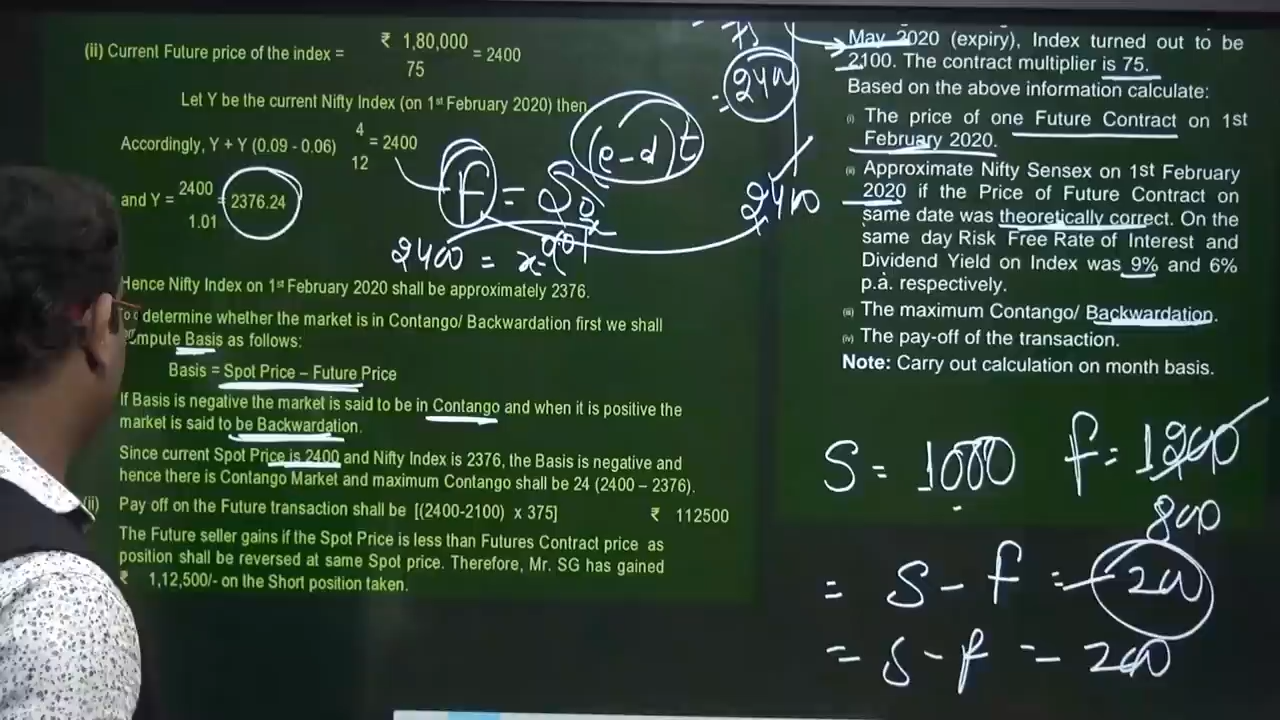 (ii) Current Future price of the index = ₹ 1,80,000 / 75 = 2400
Let Y be the current Nifty Index (on 1st February 2020) then
Accordingly, Y + Y (0.09 - 0.06) 4 / 12 = 2400
and Y = 2400 / 1.01 = 2376.24
Hence Nifty Index on 1st February 2020 shall be approximately 2376.
determine whether the market is in Contango/ Backwardation first we shall
compute Basis as follows:
Basis = Spot Price – Future Price
If Basis is negative the market is said to be in Contango and when it is positive the
market is said to be Backwardation.
Since current Spot Price is 2400 and Nifty Index is 2376, the Basis is negative and
hence there is Contango Market and maximum Contango shall be 24 (2400 – 2376).
(ii) Pay off on the Future transaction shall be [(2400-2100) x 375] ₹ 112500
The Future seller gains if the Spot Price is less than Futures Contract price as
position shall be reversed at same Spot price. Therefore, Mr. SG has gained
₹ 1,12,500/- on the Short position taken.
75
= 2400
2400
2400 =
May 2020 (expiry), Index turned out to be
2100. The contract multiplier is 75.
Based on the above information calculate:
(i) The price of one Future Contract on 1st
February 2020.
(ii) Approximate Nifty Sensex on 1st February
2020 if the Price of Future Contract on
same date was theoretically correct. On the
same day Risk Free Rate of Interest and
Dividend Yield on Index was 9% and 6%
p.a. respectively.
(iii) The maximum Contango/ Backwardation.
(iv) The pay-off of the transaction.
Note: Carry out calculation on month basis.
S = 1000 f = 1200
800
= S - f = -200
= S - f = 200